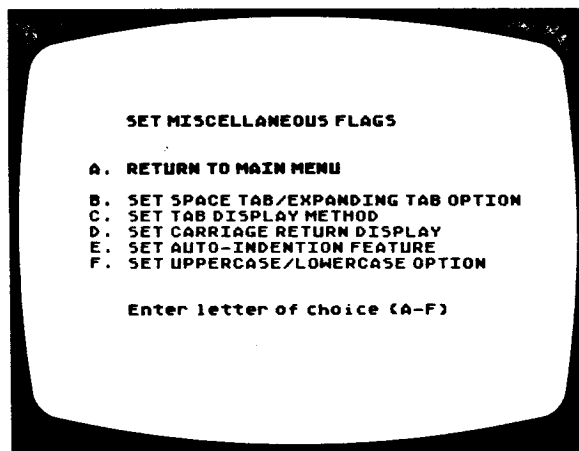 SET MISCELLANEOUS FLAGS
A. RETURN TO MAIN MENU
B. SET SPACE TAB/EXPANDING TAB OPTION
C. SET TAB DISPLAY METHOD
D. SET CARRIAGE RETURN DISPLAY
E. SET AUTO-INDENTION FEATURE
F. SET UPPERCASE/LOWERCASE OPTION
Enter letter of choice (A-F)